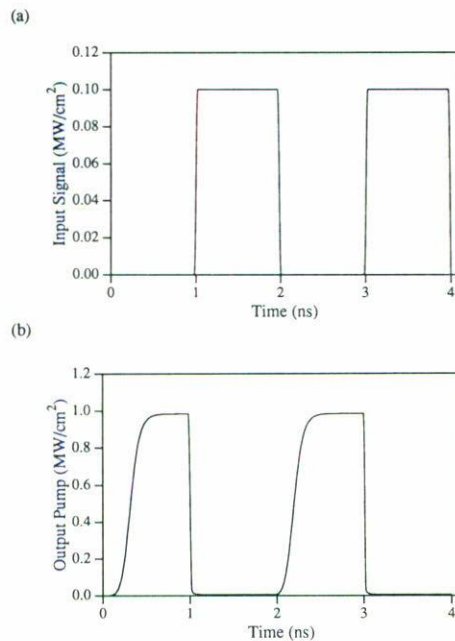 (a)
0.12
0.10
0.08
0.06
0.04
0.02
0.00
Input Signal (MW/cm²)
0 1 2 3 4
Time (ns)
(b)
1.2
1.0
0.8
0.6
0.4
0.2
0.0
Output Pump (MW/cm²)
0 1 2 3 4
Time (ns)